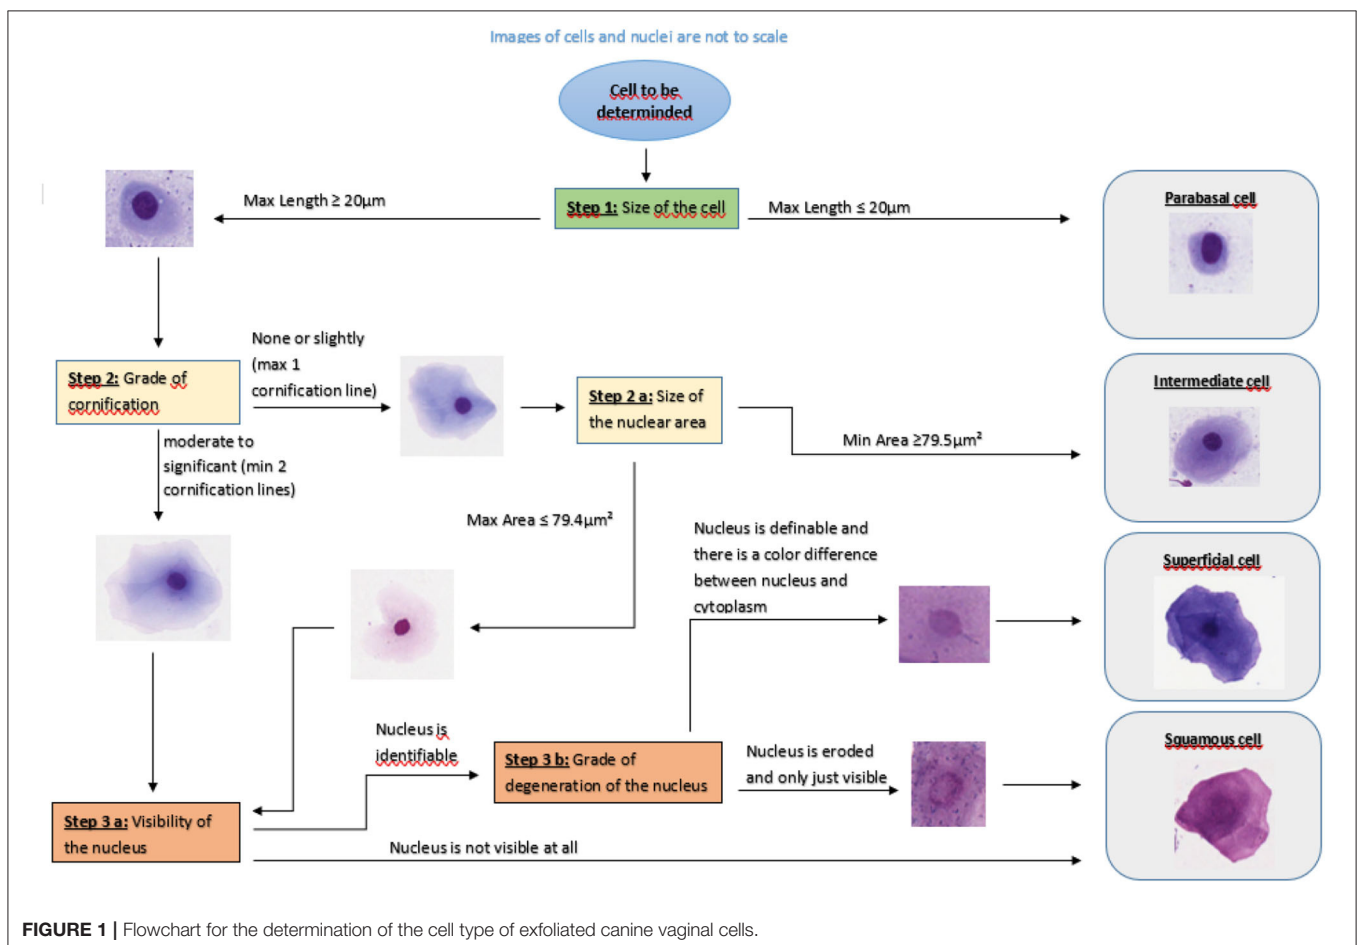 Images of cells and nuclei are not to scale
Cell to be
determinded
Step 1: Size of the cell
Max Length ≥ 20µm
Max Length ≤ 20µm
Parabasal cell
Step 2: Grade of
cornification
None or slightly
(max 1
cornification line)
Step 2 a: Size of
the nuclear area
Min Area ≥79.5µm²
Intermediate cell
moderate to
significant (min 2
cornification lines)
Max Area ≤ 79.4µm²
Nucleus is definable and
there is a color difference
between nucleus and
cytoplasm
Superficial cell
Nucleus is
identifiable
Step 3 b: Grade of
degeneration of the nucleus
Nucleus is eroded
and only just visible
Squamous cell
Step 3 a: Visibility of
the nucleus
Nucleus is not visible at all
FIGURE 1 | Flowchart for the determination of the cell type of exfoliated canine vaginal cells.